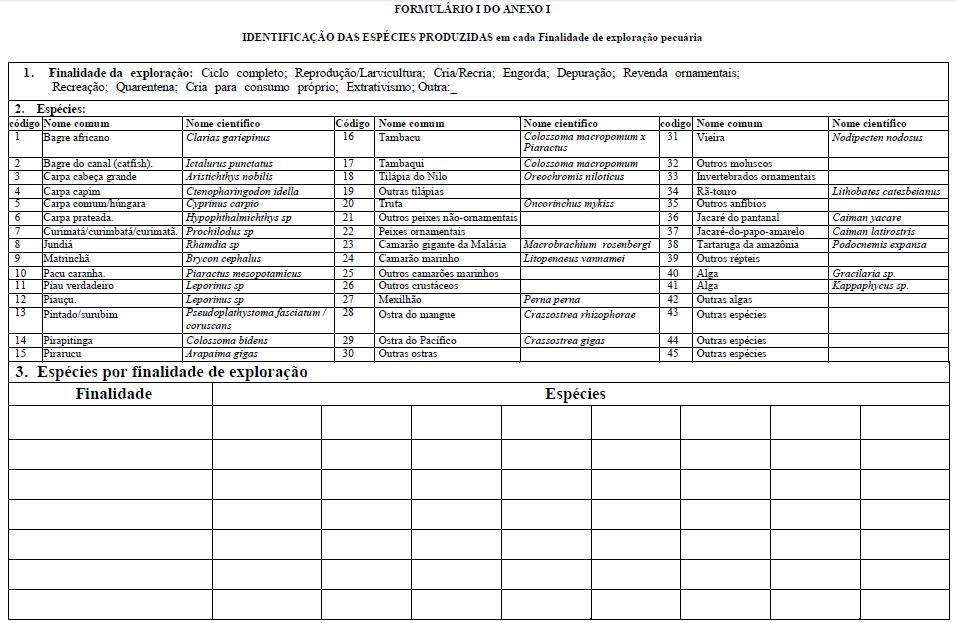 FORMULÁRIO I DO ANEXO I
IDENTIFICAÇÃO DAS ESPÉCIES PRODUZIDAS em cada Finalidade de exploração pecuária
1. Finalidade da exploração: Ciclo completo; Reprodução/Larvicultura; Cria/Recria; Engorda; Depuração; Revenda ornamentais;
Recreação; Quarentena; Cria para consumo próprio; Extrativismo; Outra:_
2. Espécies:
código Nome comum Nome científico Código Nome comum Nome científico codigo Nome comum Nome científico
1 Bagre africano Clarias gariepinus 16 Tambacu Colossoma macropomum x 31 Vieira Nodipecten nodosus
Piaractus
2 Bagre do canal (catfish). Ictalurus punctatus 17 Tambaqui Colossoma macropomum 32 Outros moluscos
3 Carpa cabeça grande Aristichthys nobilis 18 Tilápia do Nilo Oreochromis niloticus 33 Invertebrados ornamentais
4 Carpa capim Ctenopharingodon idella 19 Outras tilápias 34 Rã-touro Lithobates catesbeianus
5 Carpa comum/húngara Cyprinus carpio 20 Truta Oncorinchus mykiss 35 Outros anfíbios
6 Carpa prateada. Hypophthalmichthys sp 21 Outros peixes não-ornamentais 36 Jacaré do pantanal Caiman yacare
7 Curimatá/curimbatá/curimatã. Prochilodus sp 22 Peixes ornamentais 37 Jacaré-do-papo-amarelo Caiman latirostris
8 Jundiá Rhamdia sp 23 Camarão gigante da Malásia Macrobrachium rosenbergi 38 Tartaruga da amazônia Podocnemis expansa
9 Matrinchã Brycon cephalus 24 Camarão marinho Litopenaeus vannamei 39 Outros répteis
10 Pacu caranha. Piaractus mesopotamicus 25 Outros camarões marinhos 40 Alga Gracilaria sp.
11 Piau verdadeiro Leporinus sp 26 Outros crustáceos 41 Alga Kappaphycus sp.
12 Piauçu. Leporinus sp 27 Mexilhão Perna perna 42 Outras algas
13 Pintado/surubim Pseudoplathystoma fasciatum / 28 Ostra do mangue Crassostrea rhizophorae 43 Outras espécies
coruscans
14 Pirapitinga Colossoma bidens 29 Ostra do Pacífico Crassostrea gigas 44 Outras espécies
15 Pirarucu Arapaima gigas 30 Outras ostras 45 Outras espécies
3. Espécies por finalidade de exploração
Finalidade Espécies